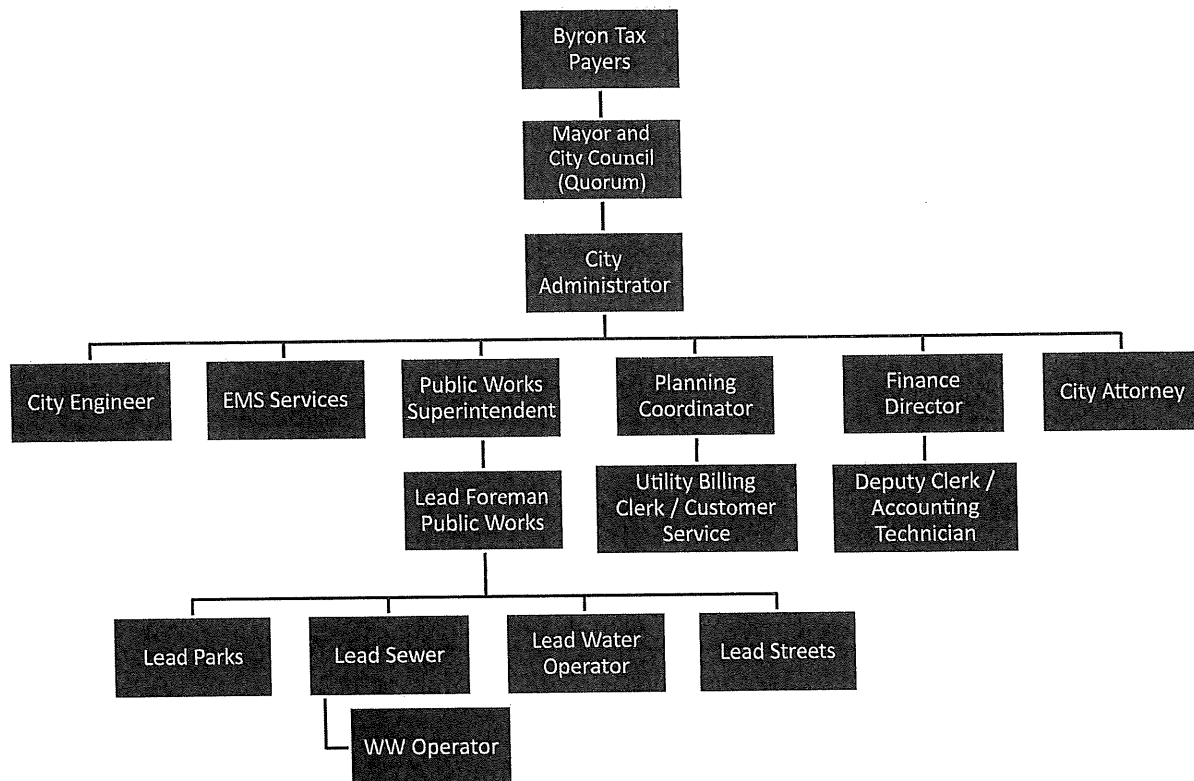 Byron Tax
Payers
Mayor and
City Council
(Quorum)
City
Administrator
City Engineer
EMS Services
Public Works
Superintendent
Planning
Coordinator
Finance
Director
City Attorney
Lead Foreman
Public Works
Utility Billing
Clerk / Customer
Service
Deputy Clerk /
Accounting
Technician
Lead Parks
Lead Sewer
Lead Water
Operator
Lead Streets
WW Operator